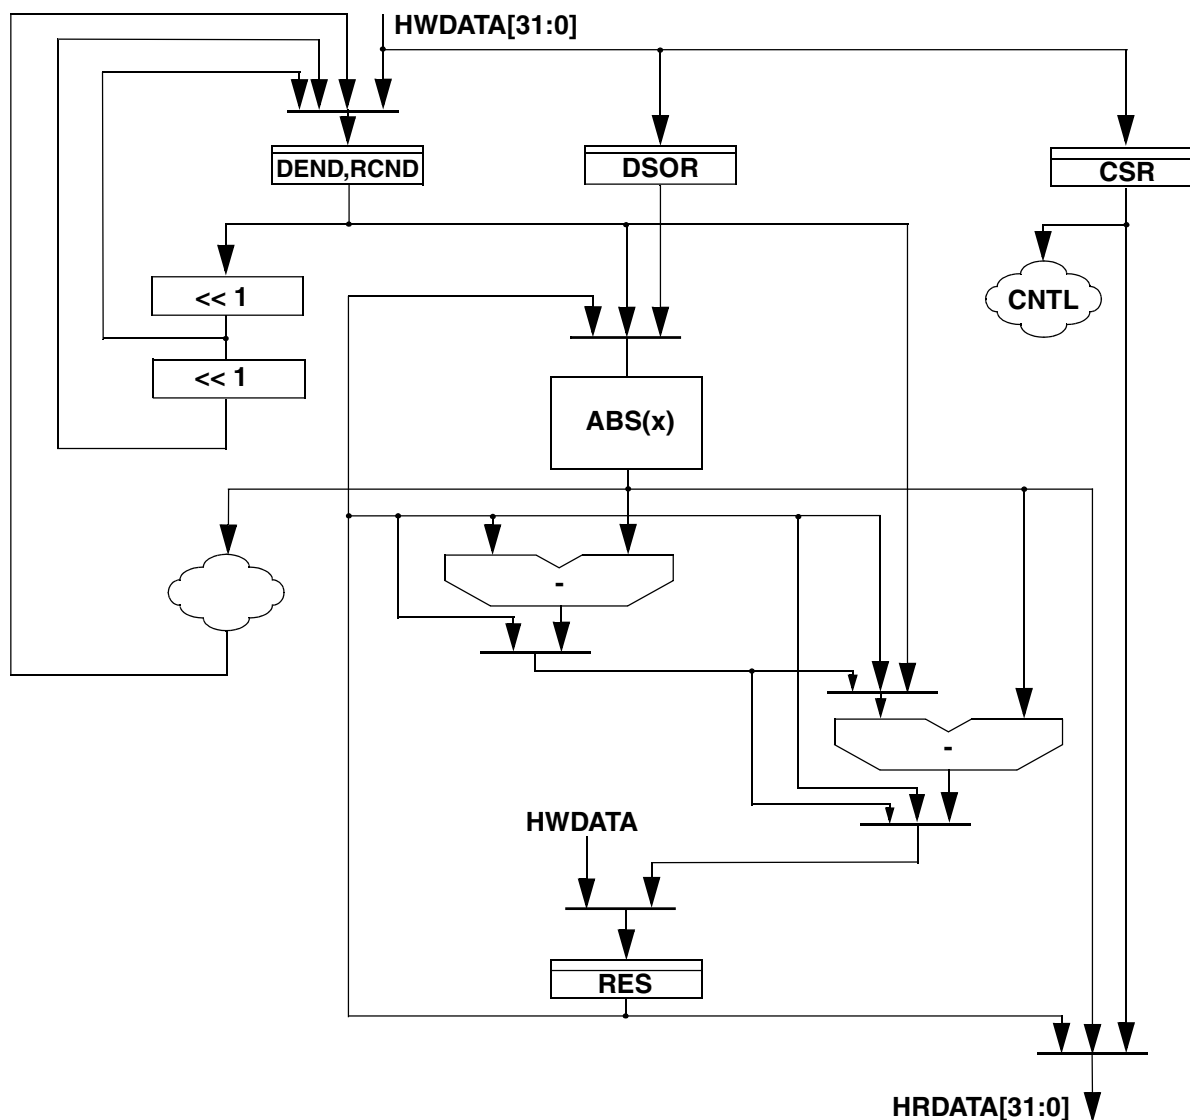 HWDATA[31:0]
DEND,RCND
DSOR
CSR
<< 1
CNTL
<< 1
ABS(x)
-
-
HWDATA
RES
HRDATA[31:0]